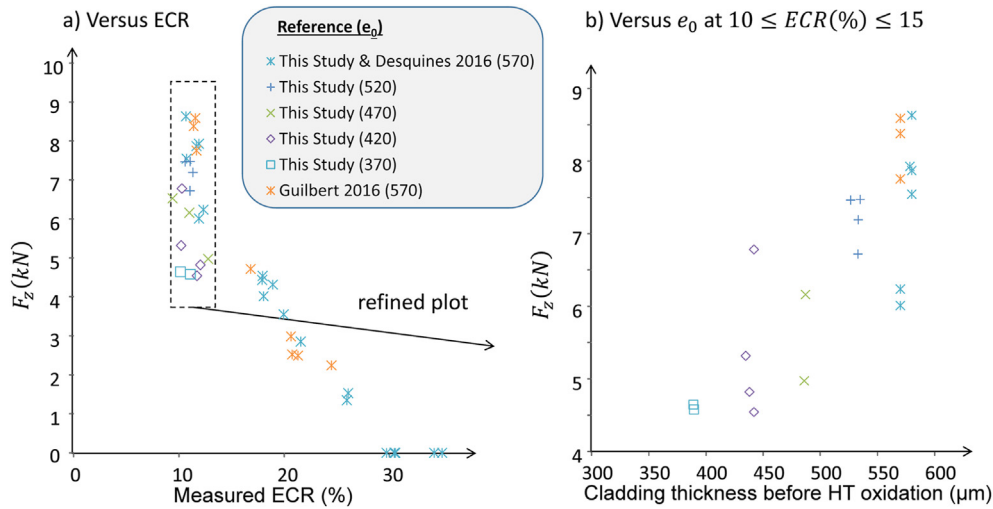 a) Versus ECR
Reference (e₀)
This Study & Desquines 2016 (570)
This Study (520)
This Study (470)
This Study (420)
This Study (370)
Guilbert 2016 (570)
10
9
8
7
6
5
4
3
2
1
0
F_z(kN)
refined plot
0 10 20 30
Measured ECR (%)
b) Versus e₀ at 10 ≤ ECR(%) ≤ 15
9
8
7
6
5
4
F_z(kN)
300 350 400 450 500 550 600
Cladding thickness before HT oxidation (μm)